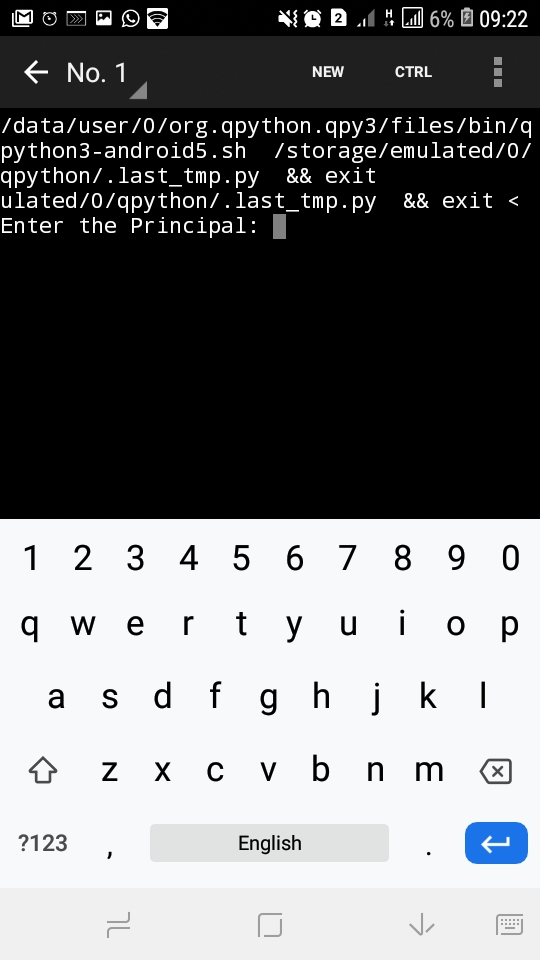 2 H 6% 09:22
No. 1 NEW CTRL
/data/user/0/org.qpython.qpy3/files/bin/q
python3-android5.sh  /storage/emulated/0/
qpython/.last_tmp.py  && exit
ulated/0/qpython/.last_tmp.py  && exit <
Enter the Principal:
1 2 3 4 5 6 7 8 9 0
q w e r t y u i o p
a s d f g h j k l
z x c v b n m
?123 , English .